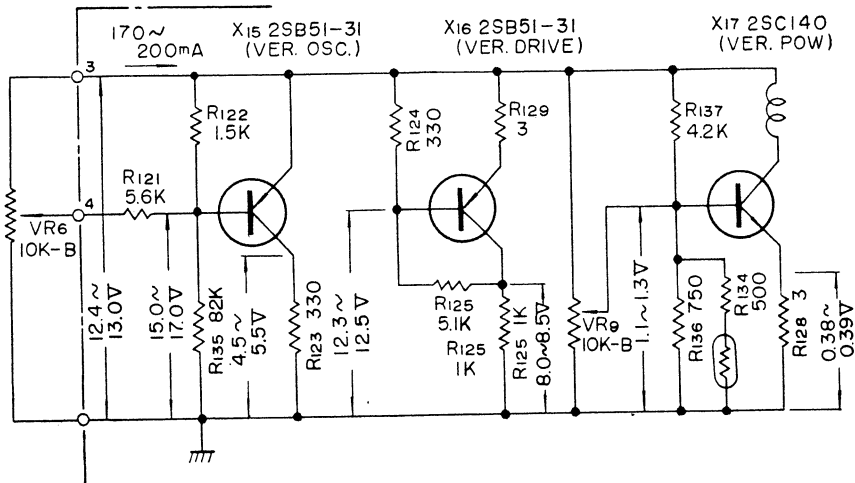 170~
200mA
X15 2SB51-31
(VER. OSC.)
X16 2SB51-31
(VER. DRIVE)
X17 2SC140
(VER. POW)
3
R122
1.5K
R124
330
R129
3
R137
4.2K
R121
5.6K
4
VR6
10K-B
12.4~
13.0V
15.0~
17.0V
R135 82K
4.5~
5.5V
R123 330
12.3~
12.5V
R125
5.1K
R125
1K
R125 1K
8.0~8.5V
VR9
10K-B
1.1~1.3V
R136 750
R134
500
R128 3
0.38~
0.39V